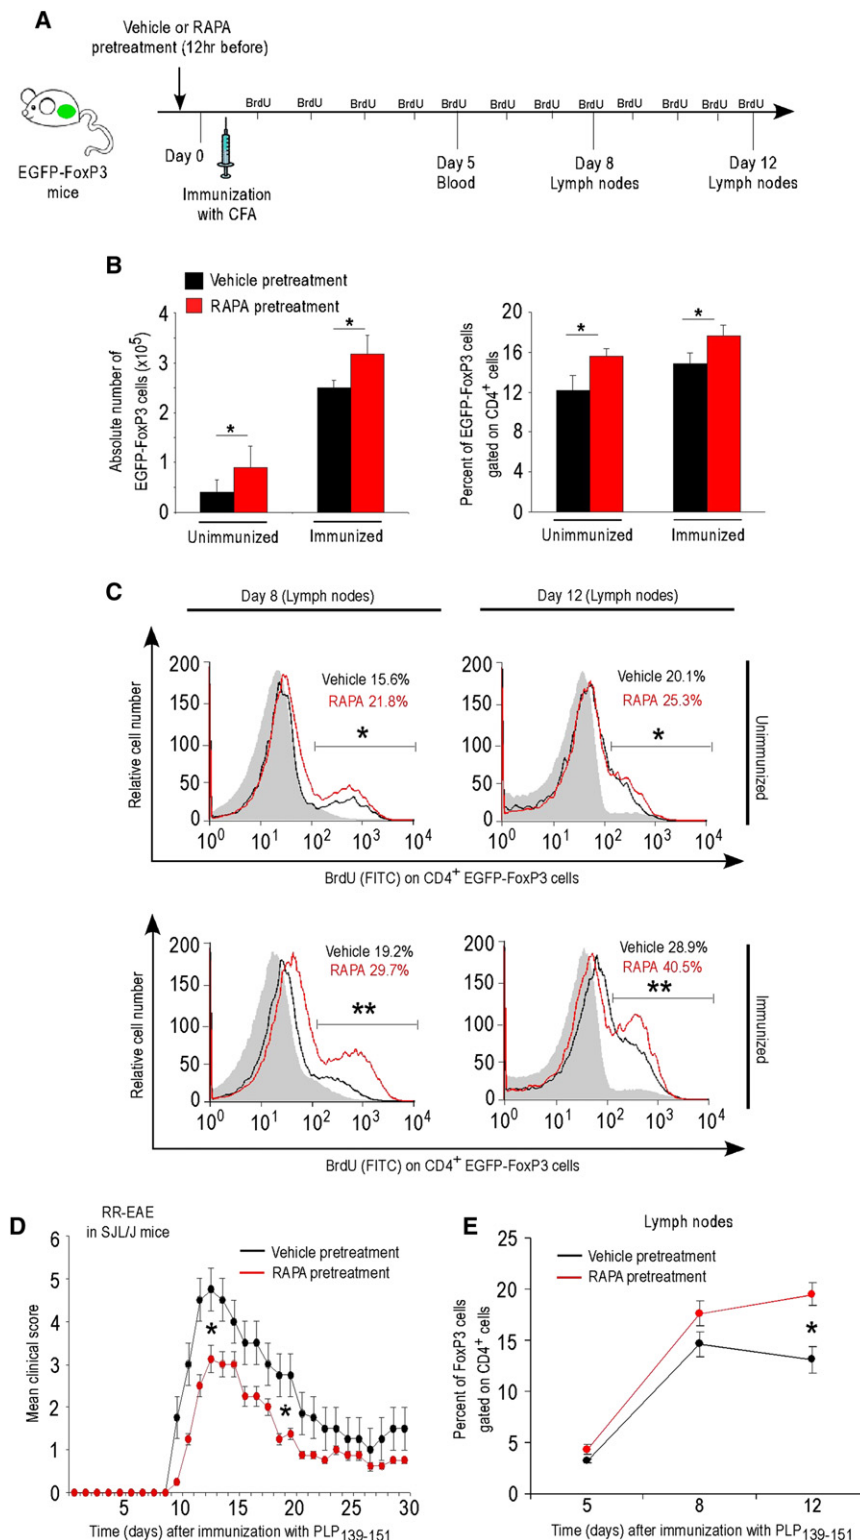 A
Vehicle or RAPA
pretreatment (12hr before)
BrdU BrdU BrdU BrdU BrdU BrdU BrdU BrdU BrdU BrdU BrdU
Day 0
Day 5
Blood
Day 8
Lymph nodes
Day 12
Lymph nodes
EGFP-FoxP3
mice
Immunization
with CFA
B
Vehicle pretreatment
RAPA pretreatment
Absolute number of
EGFP-FoxP3 cells (x10⁵)
4
3
2
1
0
*
*
Unimmunized
Immunized
Percent of EGFP-FoxP3 cells
gated on CD4⁺ cells
20
16
12
8
4
0
*
*
Unimmunized
Immunized
C
Day 8 (Lymph nodes)
Day 12 (Lymph nodes)
Relative cell number
200
150
100
50
0
Vehicle 15.6%
RAPA 21.8%
*
10⁰ 10¹ 10² 10³ 10⁴
200
150
100
50
0
Vehicle 20.1%
RAPA 25.3%
*
10⁰ 10¹ 10² 10³ 10⁴
Unimmunized
BrdU (FITC) on CD4⁺ EGFP-FoxP3 cells
Relative cell number
200
150
100
50
0
Vehicle 19.2%
RAPA 29.7%
**
10⁰ 10¹ 10² 10³ 10⁴
200
150
100
50
0
Vehicle 28.9%
RAPA 40.5%
**
10⁰ 10¹ 10² 10³ 10⁴
Immunized
BrdU (FITC) on CD4⁺ EGFP-FoxP3 cells
D
RR-EAE
in SJL/J mice
Vehicle pretreatment
RAPA pretreatment
Mean clinical score
6
5
4
3
2
1
0
*
*
5 10 15 20 25 30
Time (days) after immunization with PLP₁₃₉₋₁₅₁
E
Lymph nodes
Vehicle pretreatment
RAPA pretreatment
Percent of FoxP3 cells
gated on CD4⁺ cells
25
20
15
10
5
0
*
5 8 12
Time (days) after immunization with PLP₁₃₉₋₁₅₁